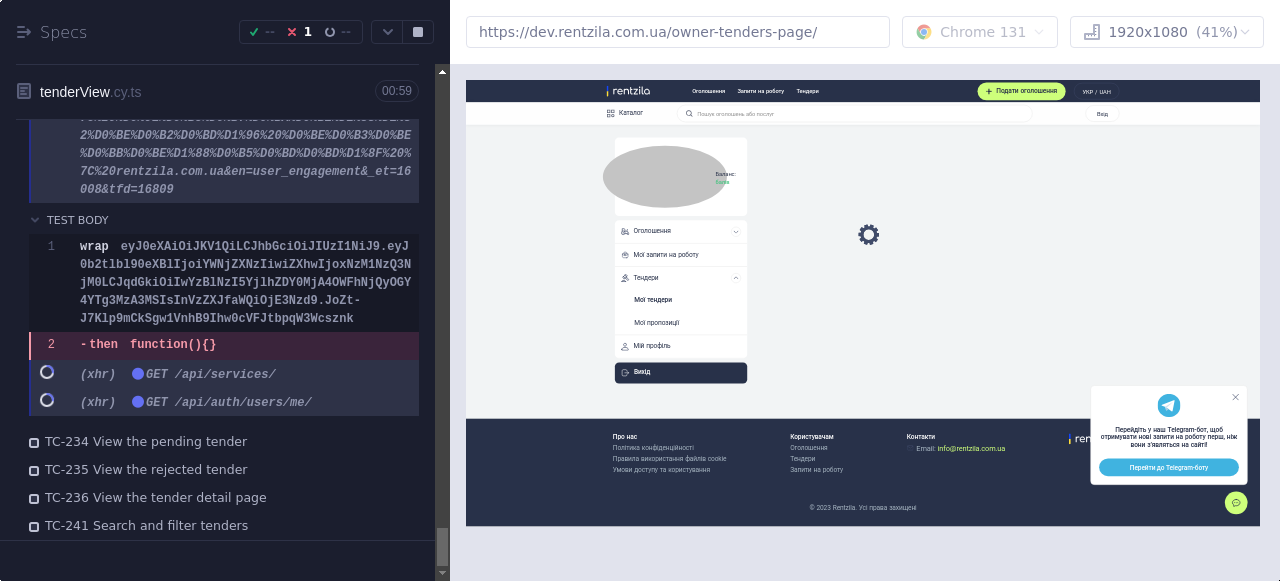 Specs
--
1
--
https://dev.rentzila.com.ua/owner-tenders-page/
Chrome 131
1920x1080 (41%)
tenderView.cy.ts
00:59
2%D0%BE%D0%B2%D0%BD%D1%96%20%D0%BE%D0%B3%D0%BE
%D0%BB%D0%BE%D1%88%D0%B5%D0%BD%D0%BD%D1%8F%20%
7C%20rentzila.com.ua&en=user_engagement&_et=16
008&tfd=16809
TEST BODY
1 wrap eyJ0eXAiOiJKV1QiLCJhbGciOiJIUzI1NiJ9.eyJ
0b2tlbl90eXBlIjoiYWNjZXNzIiwiZXhwIjoxNzM1NzQ3N
jM0LCJqdGkiOiIwYzBlNzI5YjlhZDY0MjA4OWFhNjQyOGY
4YTg3MzA3MSIsInVzZXJfaWQiOjE3Nzd9.JoZt-
J7Klp9mCkSgw1VnhB9Ihw0cVFJtbpqW3Wcsznk
2 -then function(){}
(xhr) GET /api/services/
(xhr) GET /api/auth/users/me/
TC-234 View the pending tender
TC-235 View the rejected tender
TC-236 View the tender detail page
TC-241 Search and filter tenders
rentzila
Оголошення
Запити на роботу
Тендери
+ Подати оголошення
УКР / UAH
Каталог
Пошук оголошень або послуг
Вхід
Баланс:
Оголошення
Мої запити на роботу
Тендери
Мої тендери
Мої пропозиції
Мій профіль
Вихід
Про нас
Політика конфіденційності
Правила використання файлів cookie
Умови доступу та користування
Користувачам
Оголошення
Тендери
Запити на роботу
Контакти
Email: info@rentzila.com.ua
ren
© 2023 Rentzila. Усі права захищені
Перейдіть у наш Telegram-бот, щоб
отримувати нові запити на роботу перш, ніж
вони з'являться на сайті!
Перейти до Telegram-боту